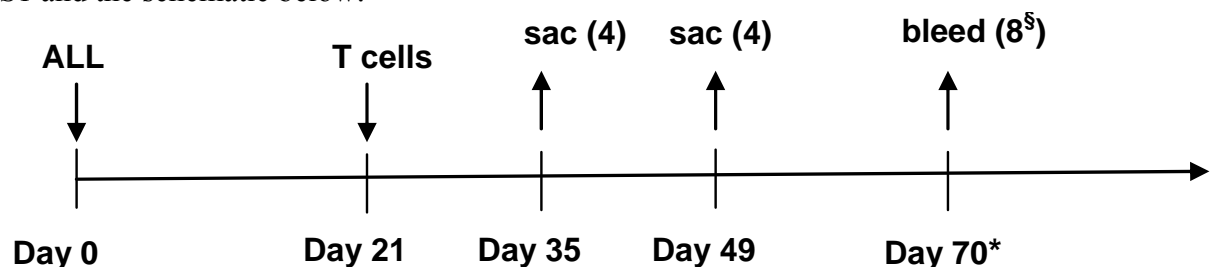 S1 and the schematic below.
sac (4) sac (4) bleed (8§)
ALL T cells
Day 0 Day 21 Day 35 Day 49 Day 70*